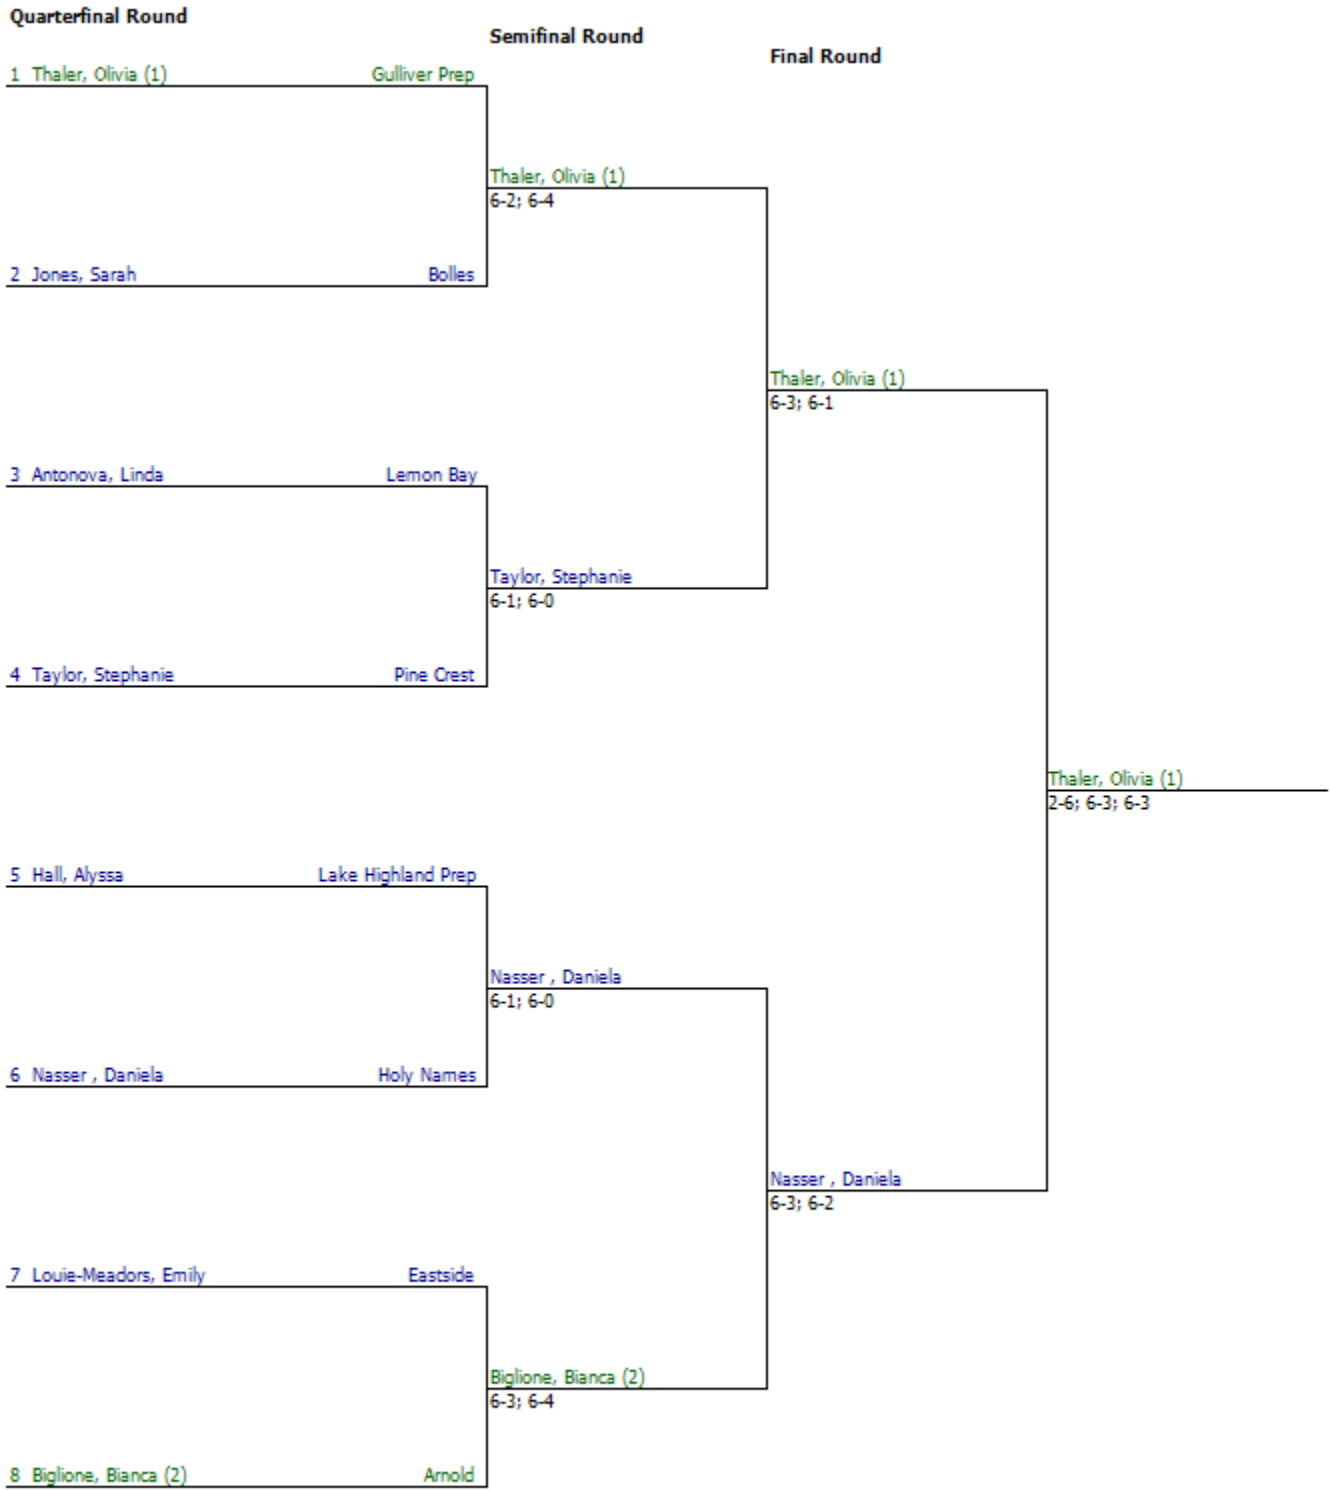 Quarterfinal Round
Semifinal Round
Final Round
1 Thaler, Olivia (1) Gulliver Prep
Thaler, Olivia (1)
6-2; 6-4
2 Jones, Sarah Bolles
Thaler, Olivia (1)
6-3; 6-1
3 Antonova, Linda Lemon Bay
Taylor, Stephanie
6-1; 6-0
4 Taylor, Stephanie Pine Crest
Thaler, Olivia (1)
2-6; 6-3; 6-3
5 Hall, Alyssa Lake Highland Prep
Nasser , Daniela
6-1; 6-0
6 Nasser , Daniela Holy Names
Nasser , Daniela
6-3; 6-2
7 Louie-Meadors, Emily Eastside
Biglione, Bianca (2)
6-3; 6-4
8 Biglione, Bianca (2) Arnold